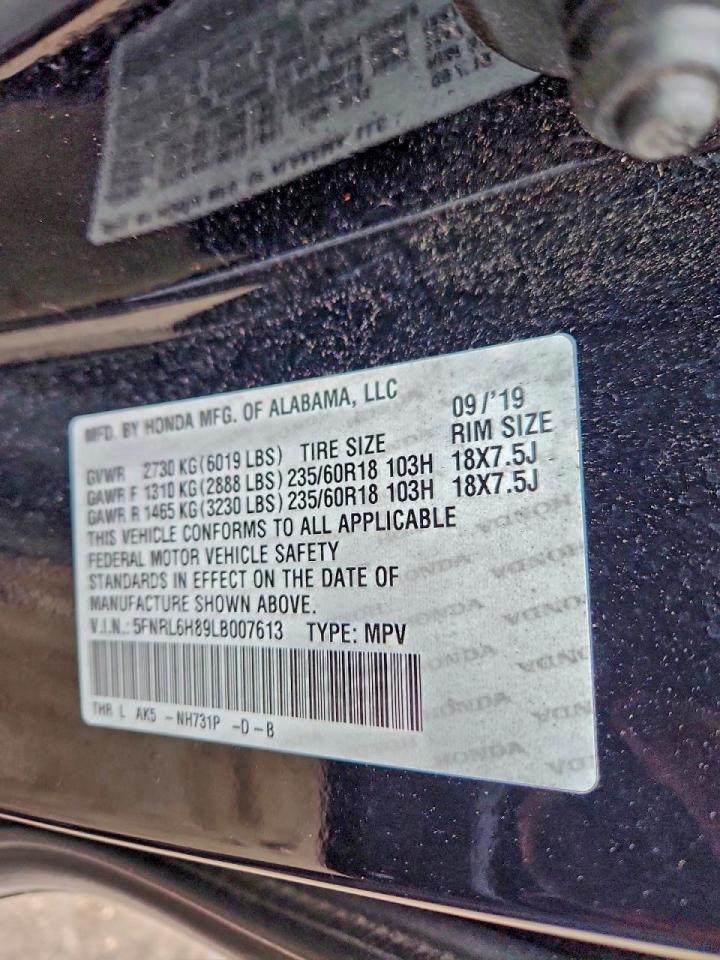 MFD. BY HONDA MFG. OF ALABAMA, LLC 09/'19
GVWR 2730 KG(6019 LBS) TIRE SIZE RIM SIZE
GAWR F 1310 KG(2888 LBS) 235/60R18 103H 18X7.5J
GAWR R 1465 KG(3230 LBS) 235/60R18 103H 18X7.5J
THIS VEHICLE CONFORMS TO ALL APPLICABLE
FEDERAL MOTOR VEHICLE SAFETY
STANDARDS IN EFFECT ON THE DATE OF
MANUFACTURE SHOWN ABOVE.
V.I.N.: 5FNRL6H89LB007613 TYPE: MPV
THR L AK5 -NH731P -D-B